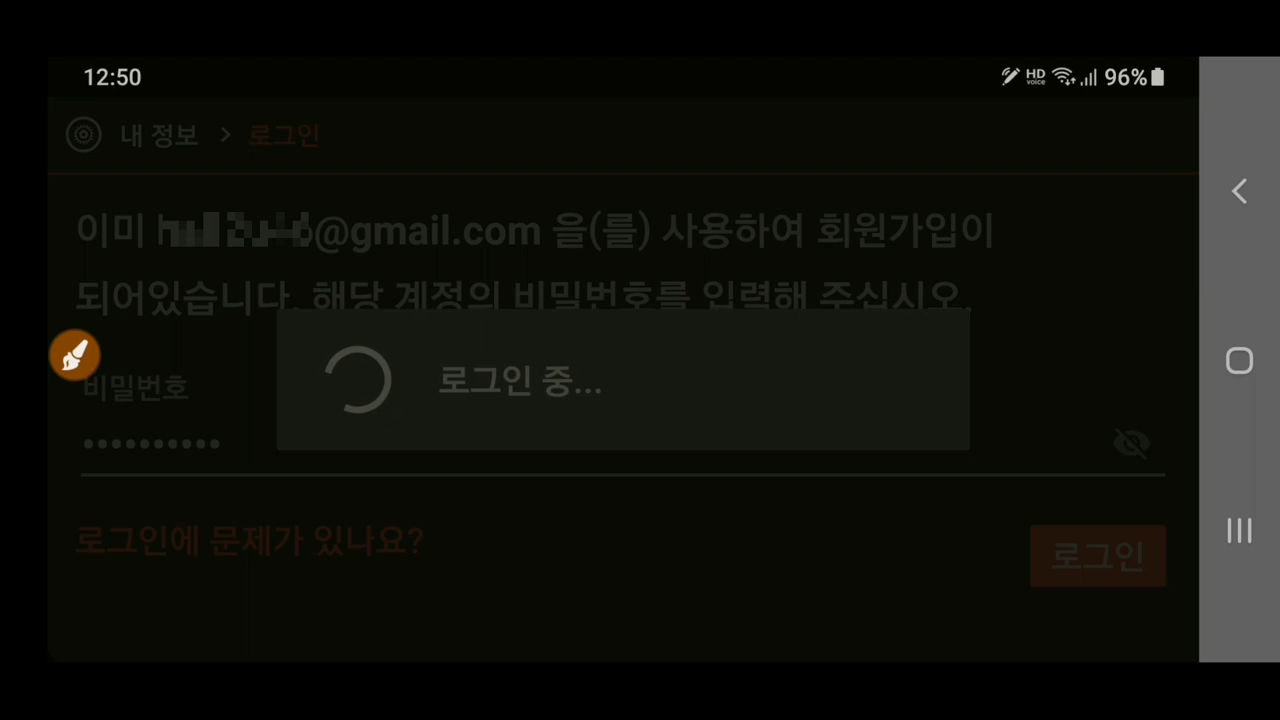 12:50 HD voice 96%
내 정보 > 로그인
이미 @gmail.com 을(를) 사용하여 회원가입이
되어있습니다. 해당 계정의 비밀번호를 입력해 주십시오.
로그인 중...
비밀번호
••••••••••
로그인에 문제가 있나요?
로그인